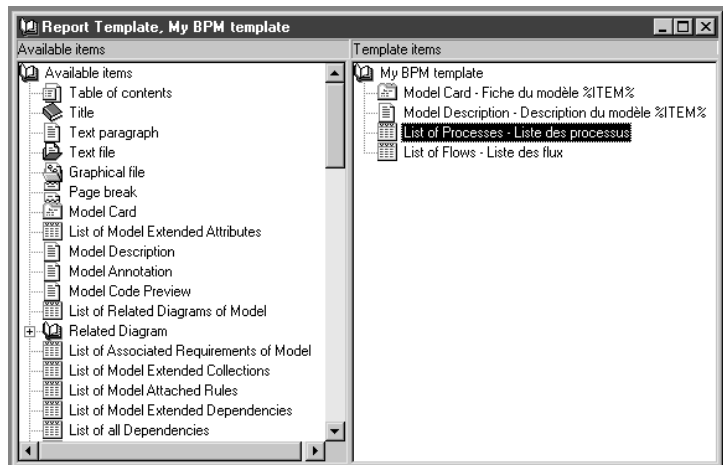 Report Template, My BPM template
Available items
Template items
Available items
Table of contents
Title
Text paragraph
Text file
Graphical file
Page break
Model Card
List of Model Extended Attributes
Model Description
Model Annotation
Model Code Preview
List of Related Diagrams of Model
Related Diagram
List of Associated Requirements of Model
List of Model Extended Collections
List of Model Attached Rules
List of Model Extended Dependencies
List of all Dependencies
My BPM template
Model Card - Fiche du modèle %ITEM%
Model Description - Description du modèle %ITEM%
List of Processes - Liste des processus
List of Flows - Liste des flux